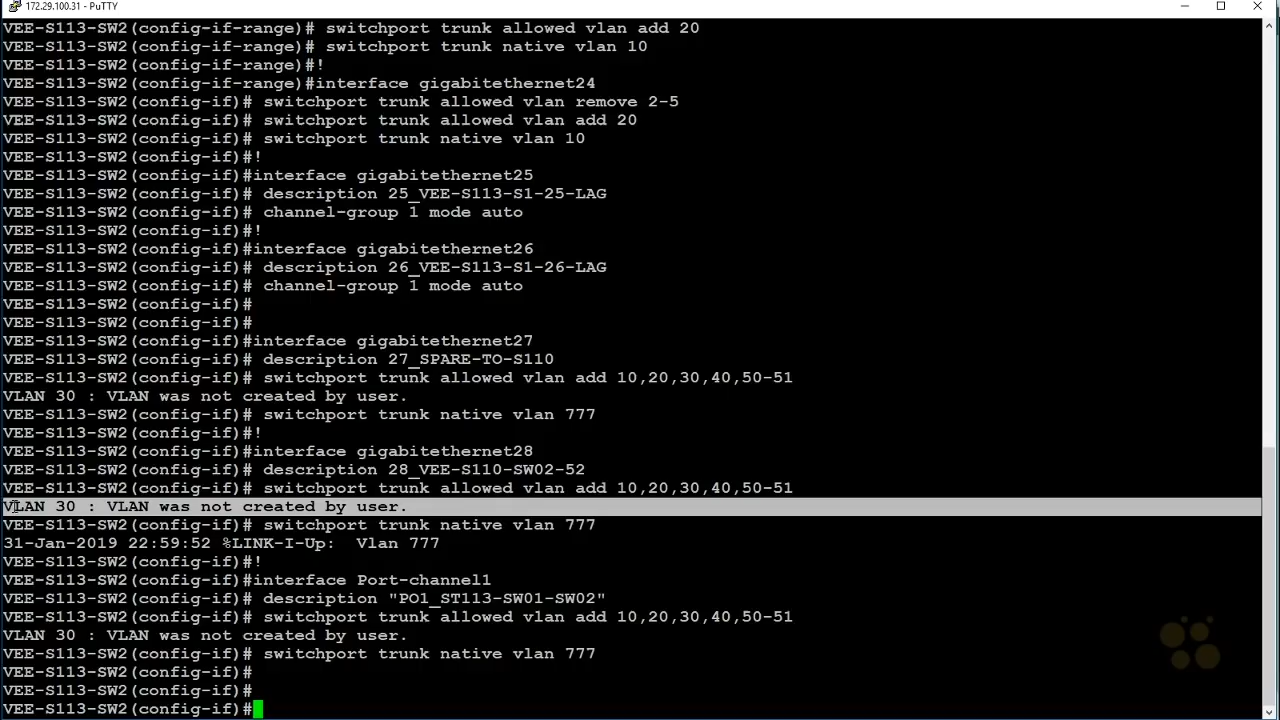 172.29.100.31 - PuTTY
VEE-S113-SW2(config-if-range)# switchport trunk allowed vlan add 20
VEE-S113-SW2(config-if-range)# switchport trunk native vlan 10
VEE-S113-SW2(config-if-range)#!
VEE-S113-SW2(config-if-range)#interface gigabitethernet24
VEE-S113-SW2(config-if)# switchport trunk allowed vlan remove 2-5
VEE-S113-SW2(config-if)# switchport trunk allowed vlan add 20
VEE-S113-SW2(config-if)# switchport trunk native vlan 10
VEE-S113-SW2(config-if)#!
VEE-S113-SW2(config-if)#interface gigabitethernet25
VEE-S113-SW2(config-if)# description 25_VEE-S113-S1-25-LAG
VEE-S113-SW2(config-if)# channel-group 1 mode auto
VEE-S113-SW2(config-if)#!
VEE-S113-SW2(config-if)#interface gigabitethernet26
VEE-S113-SW2(config-if)# description 26_VEE-S113-S1-26-LAG
VEE-S113-SW2(config-if)# channel-group 1 mode auto
VEE-S113-SW2(config-if)#
VEE-S113-SW2(config-if)#
VEE-S113-SW2(config-if)#interface gigabitethernet27
VEE-S113-SW2(config-if)# description 27_SPARE-TO-S110
VEE-S113-SW2(config-if)# switchport trunk allowed vlan add 10,20,30,40,50-51
VLAN 30 : VLAN was not created by user.
VEE-S113-SW2(config-if)# switchport trunk native vlan 777
VEE-S113-SW2(config-if)#!
VEE-S113-SW2(config-if)#interface gigabitethernet28
VEE-S113-SW2(config-if)# description 28_VEE-S110-SW02-52
VEE-S113-SW2(config-if)# switchport trunk allowed vlan add 10,20,30,40,50-51
VLAN 30 : VLAN was not created by user.
VEE-S113-SW2(config-if)# switchport trunk native vlan 777
31-Jan-2019 22:59:52 %LINK-I-Up:  Vlan 777
VEE-S113-SW2(config-if)#!
VEE-S113-SW2(config-if)#interface Port-channel1
VEE-S113-SW2(config-if)# description "PO1_ST113-SW01-SW02"
VEE-S113-SW2(config-if)# switchport trunk allowed vlan add 10,20,30,40,50-51
VLAN 30 : VLAN was not created by user.
VEE-S113-SW2(config-if)# switchport trunk native vlan 777
VEE-S113-SW2(config-if)#
VEE-S113-SW2(config-if)#
VEE-S113-SW2(config-if)#